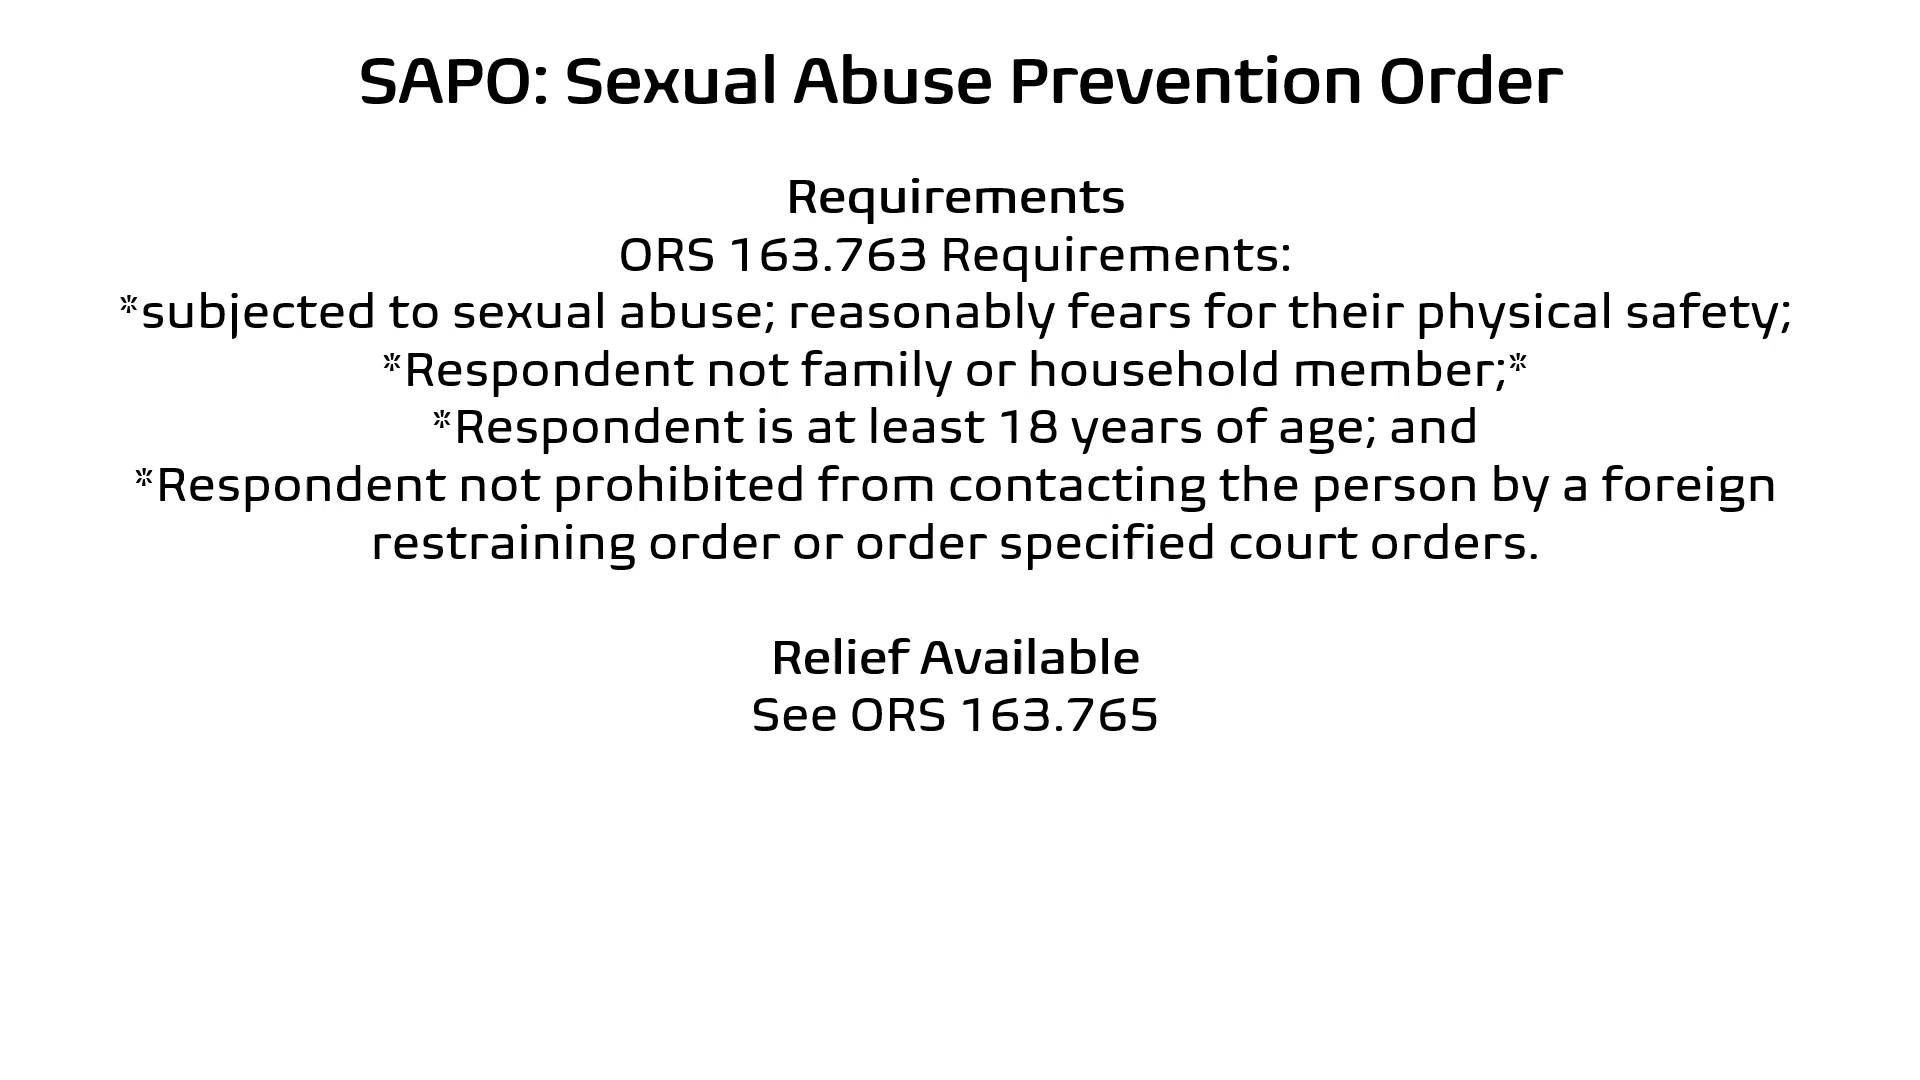 SAPO: Sexual Abuse Prevention Order
Requirements
ORS 163.763 Requirements:
*subjected to sexual abuse; reasonably fears for their physical safety;
*Respondent not family or household member;*
*Respondent is at least 18 years of age; and
*Respondent not prohibited from contacting the person by a foreign
restraining order or order specified court orders.
Relief Available
See ORS 163.765